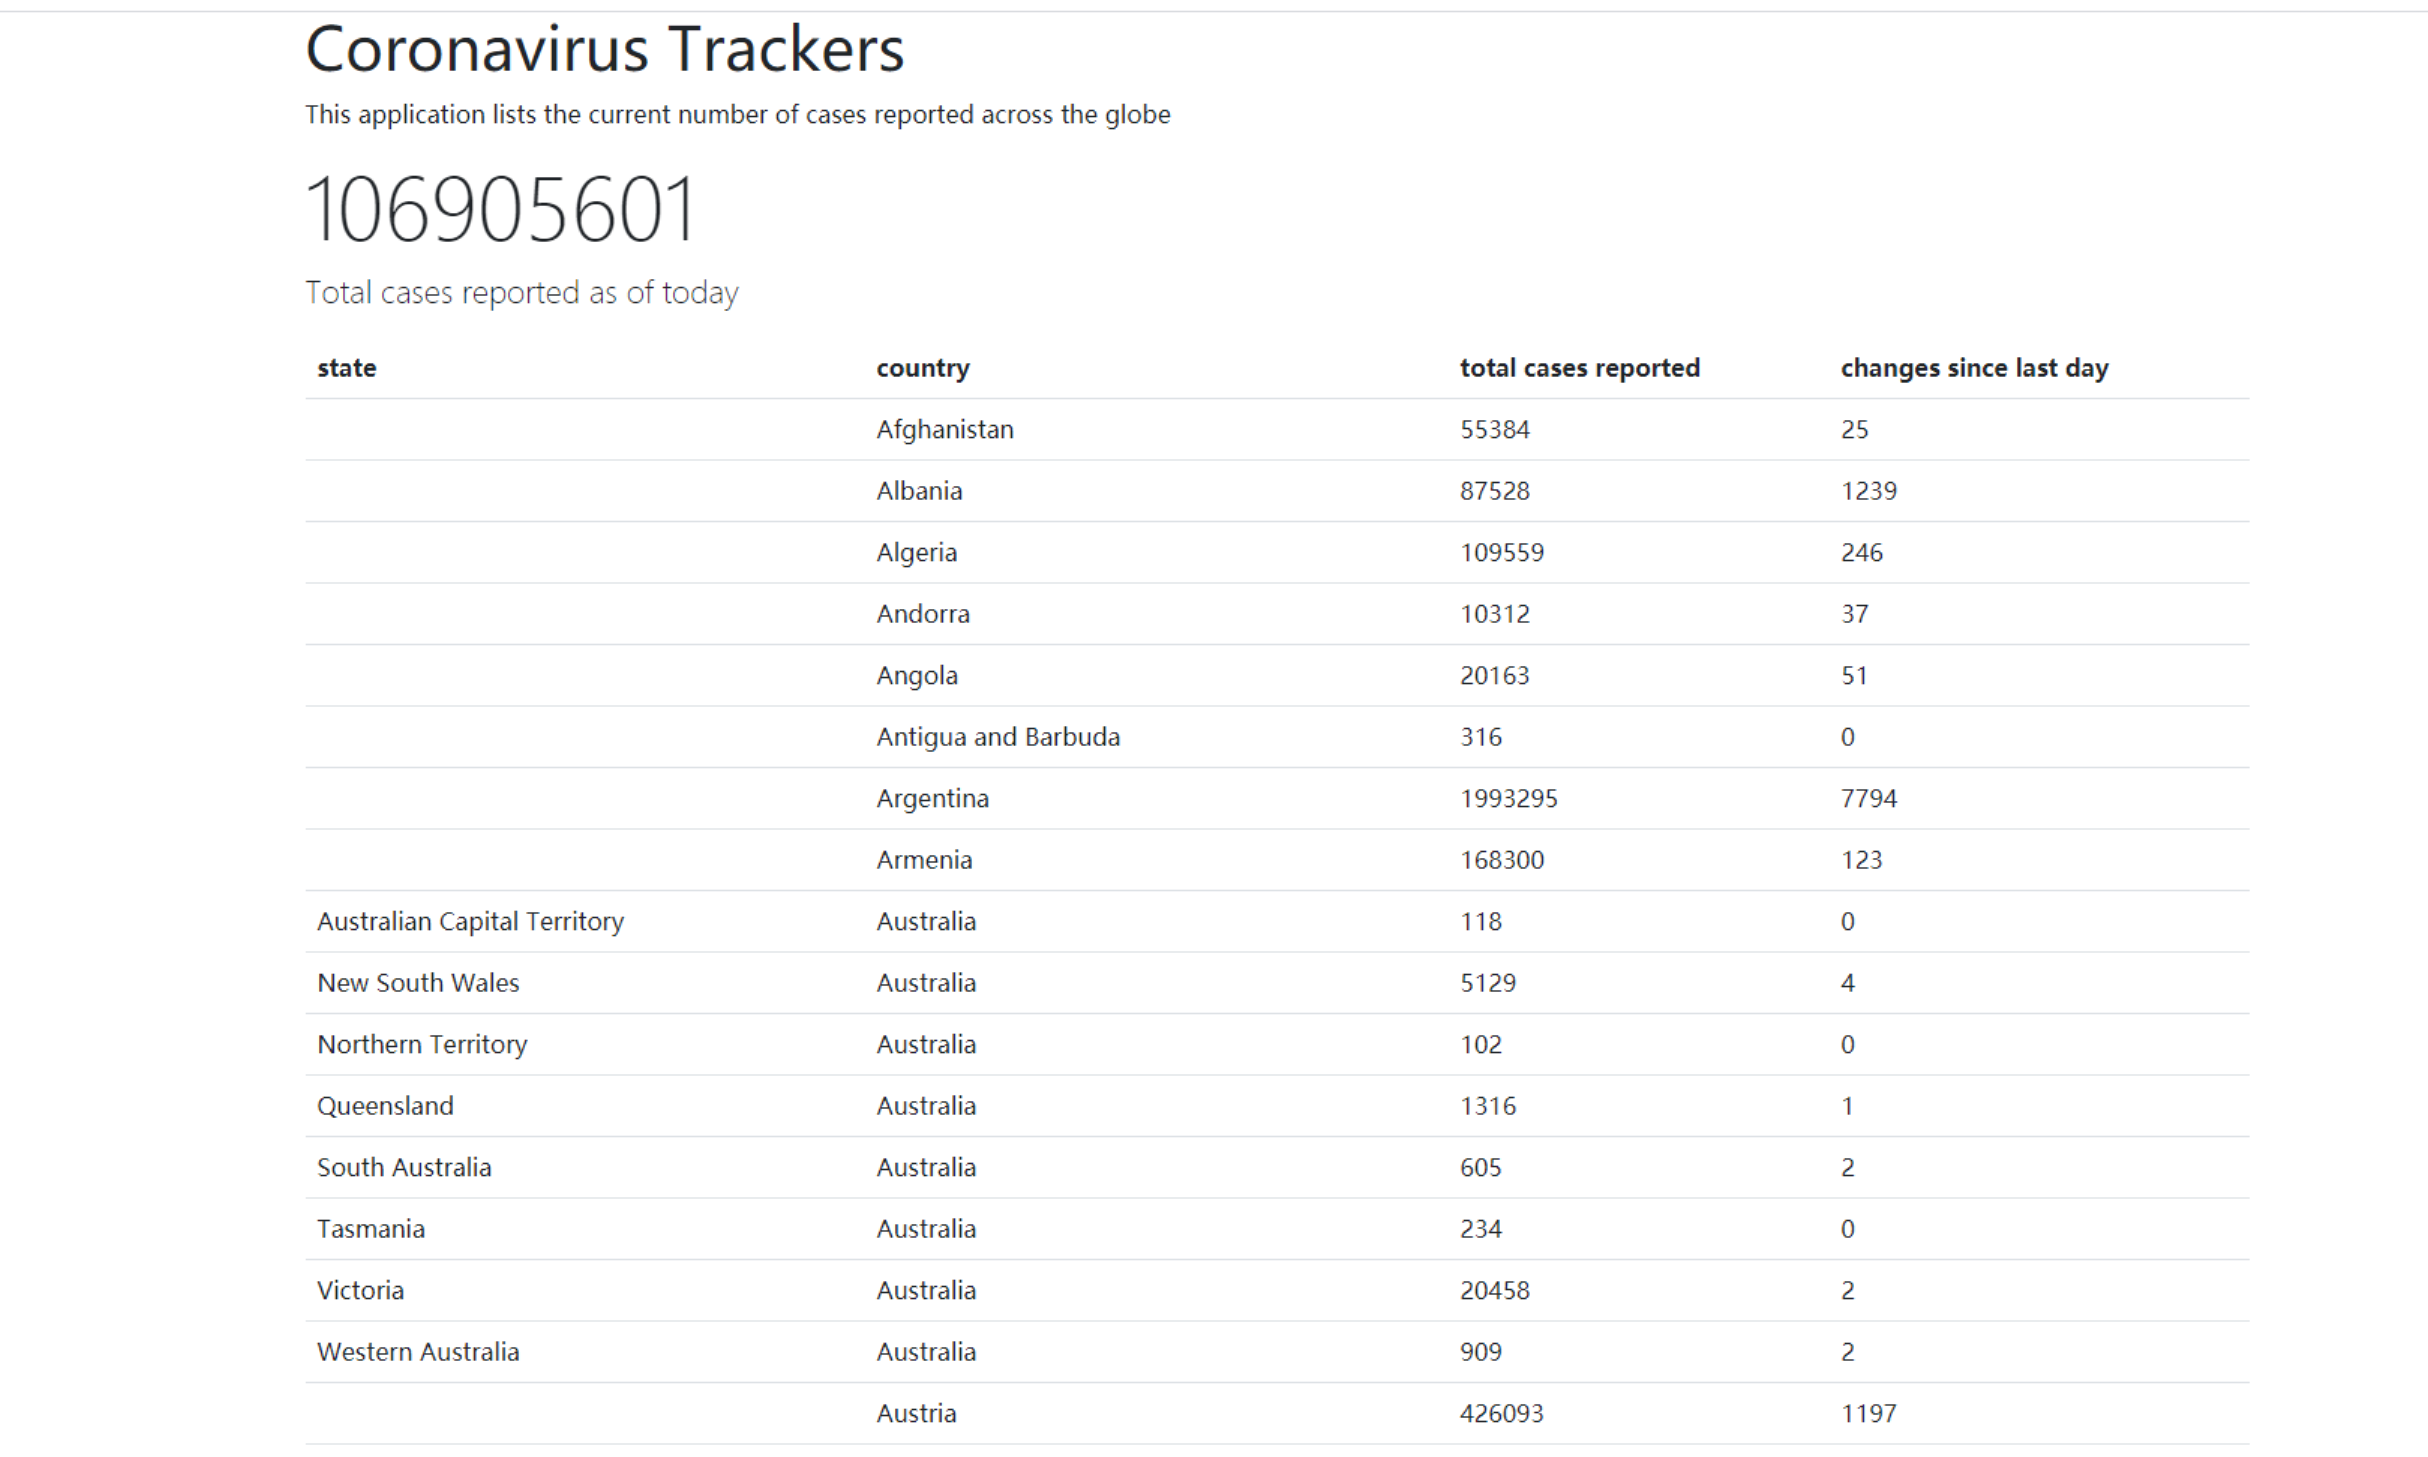 Coronavirus Trackers
This application lists the current number of cases reported across the globe
106905601
Total cases reported as of today
state country total cases reported changes since last day
Afghanistan 55384 25
Albania 87528 1239
Algeria 109559 246
Andorra 10312 37
Angola 20163 51
Antigua and Barbuda 316 0
Argentina 1993295 7794
Armenia 168300 123
Australian Capital Territory Australia 118 0
New South Wales Australia 5129 4
Northern Territory Australia 102 0
Queensland Australia 1316 1
South Australia Australia 605 2
Tasmania Australia 234 0
Victoria Australia 20458 2
Western Australia Australia 909 2
Austria 426093 1197